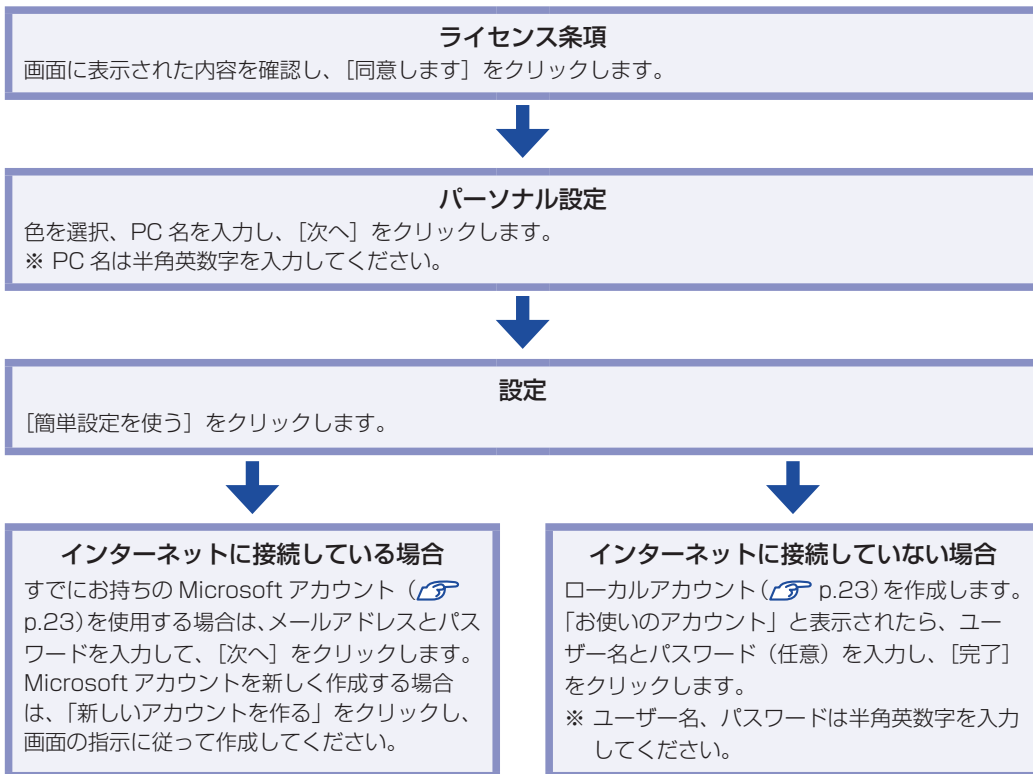 ライセンス条項
画面に表示された内容を確認し、［同意します］をクリックします。
パーソナル設定
色を選択、PC 名を入力し、［次へ］をクリックします。
※ PC 名は半角英数字を入力してください。
設定
［簡単設定を使う］をクリックします。
インターネットに接続している場合
すでにお持ちの Microsoft アカウント（
p.23）を使用する場合は、メールアドレスとパス
ワードを入力して、［次へ］をクリックします。
Microsoft アカウントを新しく作成する場合
は、「新しいアカウントを作る」をクリックし、
画面の指示に従って作成してください。
インターネットに接続していない場合
ローカルアカウント（ p.23）を作成します。
「お使いのアカウント」と表示されたら、ユー
ザー名とパスワード（任意）を入力し、［完了］
をクリックします。
※ ユーザー名、パスワードは半角英数字を入力
してください。